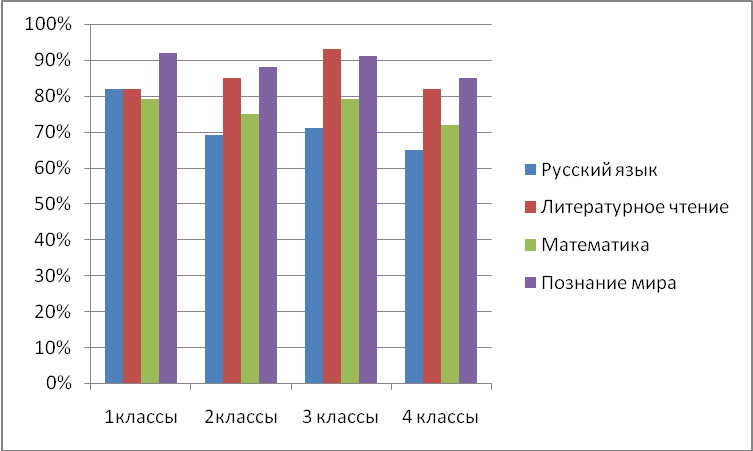 100%
90%
80%
70%
60%
50%
40%
30%
20%
10%
0%
1классы 2классы 3 классы 4 классы
Русский язык
Литературное чтение
Математика
Познание мира